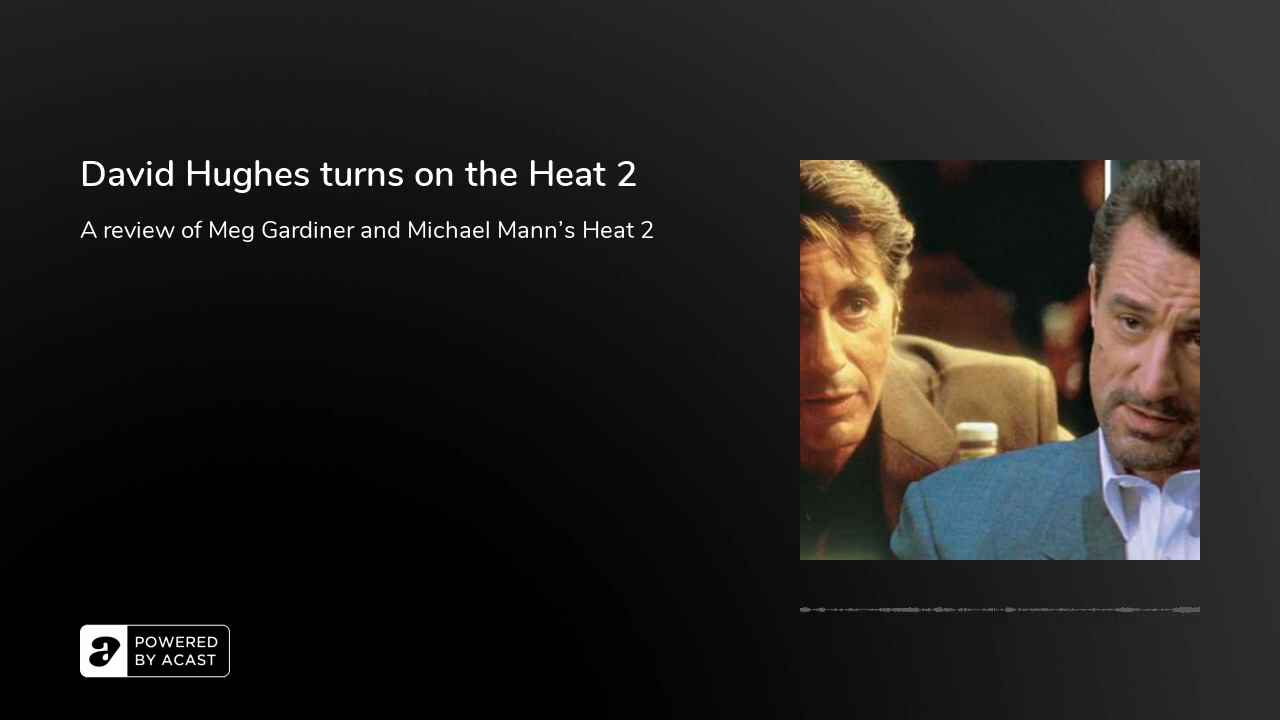 David Hughes turns on the Heat 2
A review of Meg Gardiner and Michael Mann’s Heat 2
POWERED
BY ACAST